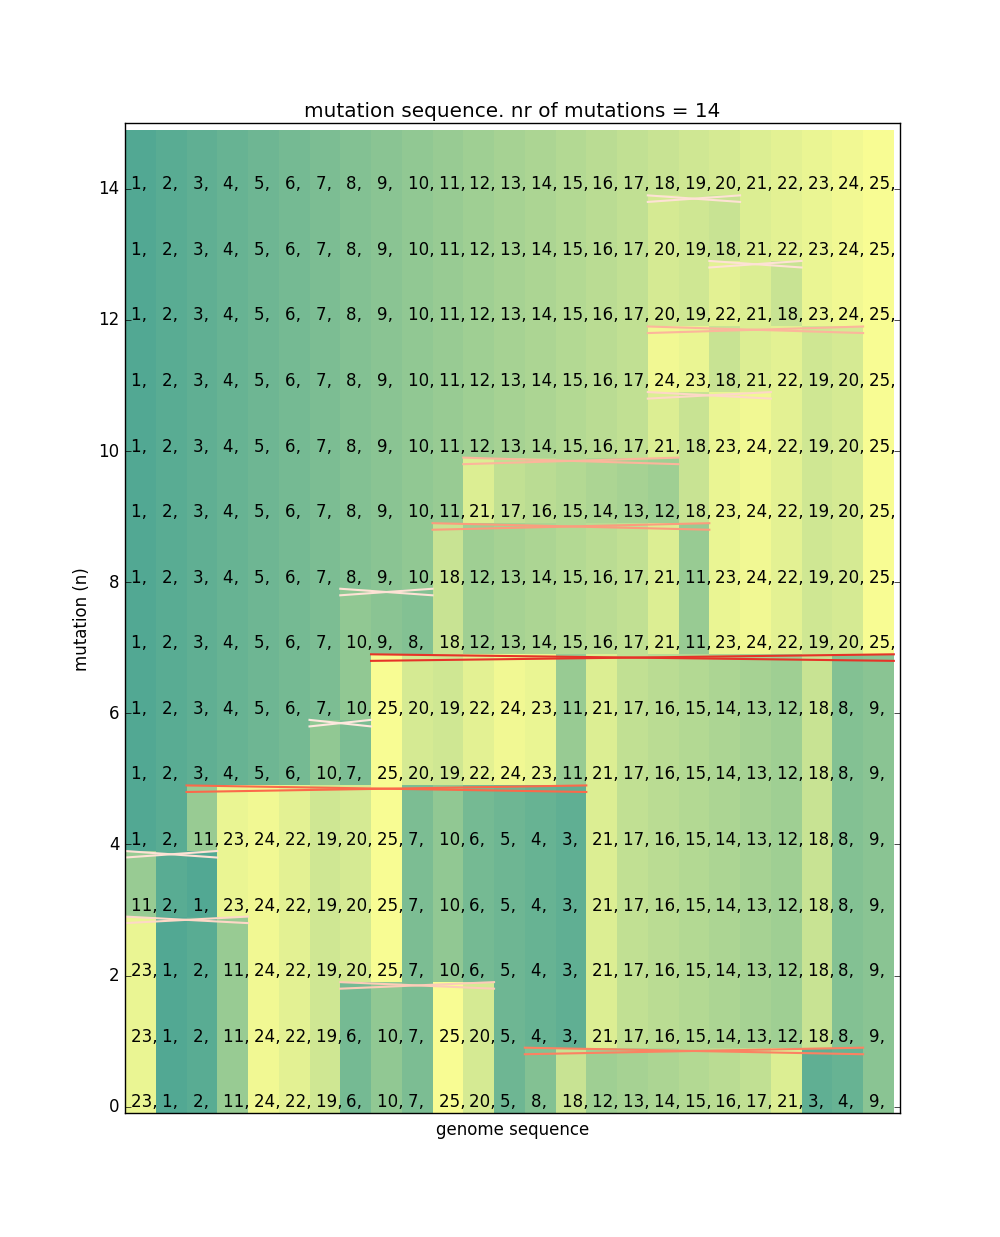 mutation sequence. nr of mutations = 14
14 1, 2, 3, 4, 5, 6, 7, 8, 9, 10, 11, 12, 13, 14, 15, 16, 17, 18, 19, 20, 21, 22, 23, 24, 25,
1, 2, 3, 4, 5, 6, 7, 8, 9, 10, 11, 12, 13, 14, 15, 16, 17, 20, 19, 18, 21, 22, 23, 24, 25,
12 1, 2, 3, 4, 5, 6, 7, 8, 9, 10, 11, 12, 13, 14, 15, 16, 17, 20, 19, 22, 21, 18, 23, 24, 25,
1, 2, 3, 4, 5, 6, 7, 8, 9, 10, 11, 12, 13, 14, 15, 16, 17, 24, 23, 18, 21, 22, 19, 20, 25,
10 1, 2, 3, 4, 5, 6, 7, 8, 9, 10, 11, 12, 13, 14, 15, 16, 17, 21, 18, 23, 24, 22, 19, 20, 25,
1, 2, 3, 4, 5, 6, 7, 8, 9, 10, 11, 21, 17, 16, 15, 14, 13, 12, 18, 23, 24, 22, 19, 20, 25,
8 1, 2, 3, 4, 5, 6, 7, 8, 9, 10, 18, 12, 13, 14, 15, 16, 17, 21, 11, 23, 24, 22, 19, 20, 25,
1, 2, 3, 4, 5, 6, 7, 10, 9, 8, 18, 12, 13, 14, 15, 16, 17, 21, 11, 23, 24, 22, 19, 20, 25,
6 1, 2, 3, 4, 5, 6, 7, 10, 25, 20, 19, 22, 24, 23, 11, 21, 17, 16, 15, 14, 13, 12, 18, 8, 9,
1, 2, 3, 4, 5, 6, 10, 7, 25, 20, 19, 22, 24, 23, 11, 21, 17, 16, 15, 14, 13, 12, 18, 8, 9,
4 1, 2, 11, 23, 24, 22, 19, 20, 25, 7, 10, 6, 5, 4, 3, 21, 17, 16, 15, 14, 13, 12, 18, 8, 9,
11, 2, 1, 23, 24, 22, 19, 20, 25, 7, 10, 6, 5, 4, 3, 21, 17, 16, 15, 14, 13, 12, 18, 8, 9,
2 23, 1, 2, 11, 24, 22, 19, 20, 25, 7, 10, 6, 5, 4, 3, 21, 17, 16, 15, 14, 13, 12, 18, 8, 9,
23, 1, 2, 11, 24, 22, 19, 6, 10, 7, 25, 20, 5, 4, 3, 21, 17, 16, 15, 14, 13, 12, 18, 8, 9,
0 23, 1, 2, 11, 24, 22, 19, 6, 10, 7, 25, 20, 5, 8, 18, 12, 13, 14, 15, 16, 17, 21, 3, 4, 9,
mutation (n)
genome sequence